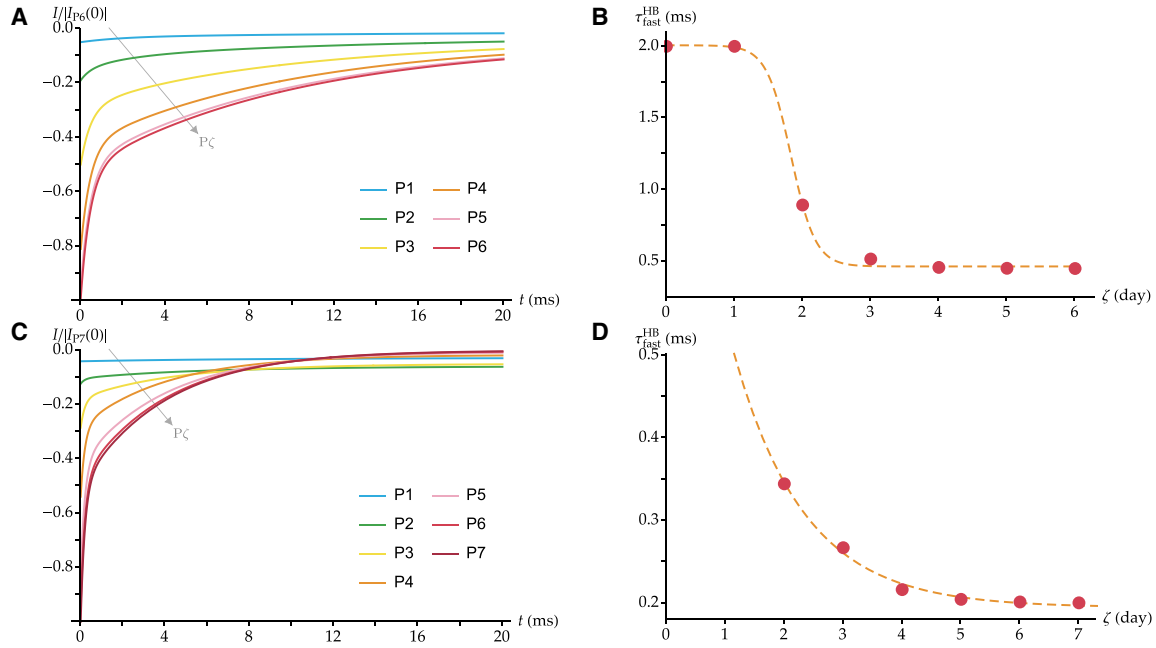 A
I/|I_P6(0)|
0.0
−0.2
−0.4
−0.6
−0.8
0
4
8
12
16
20
t (ms)
Pζ
P1
P2
P3
P4
P5
P6
B
τ_fast^HB (ms)
2.0
1.5
1.0
0.5
0
1
2
3
4
5
6
ζ (day)
C
I/|I_P7(0)|
0.0
−0.2
−0.4
−0.6
−0.8
0
4
8
12
16
20
t (ms)
Pζ
P1
P2
P3
P4
P5
P6
P7
D
τ_fast^HB (ms)
0.5
0.4
0.3
0.2
0
1
2
3
4
5
6
7
ζ (day)